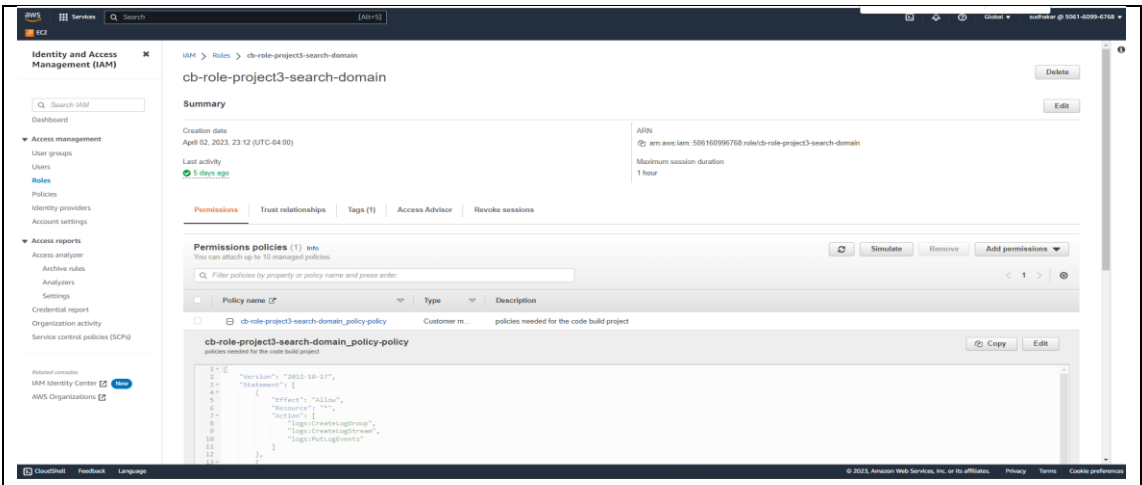 aws Services Search [Alt+S] Global sudhakar @ 5061-6099-6768
EC2
Identity and Access Management (IAM)
Search IAM
Dashboard
Access management
User groups
Users
Roles
Policies
Identity providers
Account settings
Access reports
Access analyzer
Archive rules
Analyzers
Settings
Credential report
Organization activity
Service control policies (SCPs)
Related consoles
IAM Identity Center New
AWS Organizations
IAM > Roles > cb-role-project3-search-domain
cb-role-project3-search-domain
Delete
Summary
Edit
Creation date
April 02, 2023, 23:12 (UTC-04:00)
Last activity
5 days ago
ARN
arn:aws:iam::506160996768:role/cb-role-project3-search-domain
Maximum session duration
1 hour
Permissions Trust relationships Tags (1) Access Advisor Revoke sessions
Permissions policies (1) Info
You can attach up to 10 managed policies.
Simulate Remove Add permissions
Filter policies by property or policy name and press enter.
< 1 >
Policy name Type Description
cb-role-project3-search-domain_policy-policy Customer m... policies needed for the code build project
cb-role-project3-search-domain_policy-policy
policies needed for the code build project
Copy Edit
1 {
2 "Version": "2012-10-17",
3 "Statement": [
4 {
5 "Effect": "Allow",
6 "Resource": "*",
7 "Action": [
8 "logs:CreateLogGroup",
9 "logs:CreateLogStream",
10 "logs:PutLogEvents"
11 ]
12 },
13 {
CloudShell Feedback Language © 2023, Amazon Web Services, Inc. or its affiliates. Privacy Terms Cookie preferences